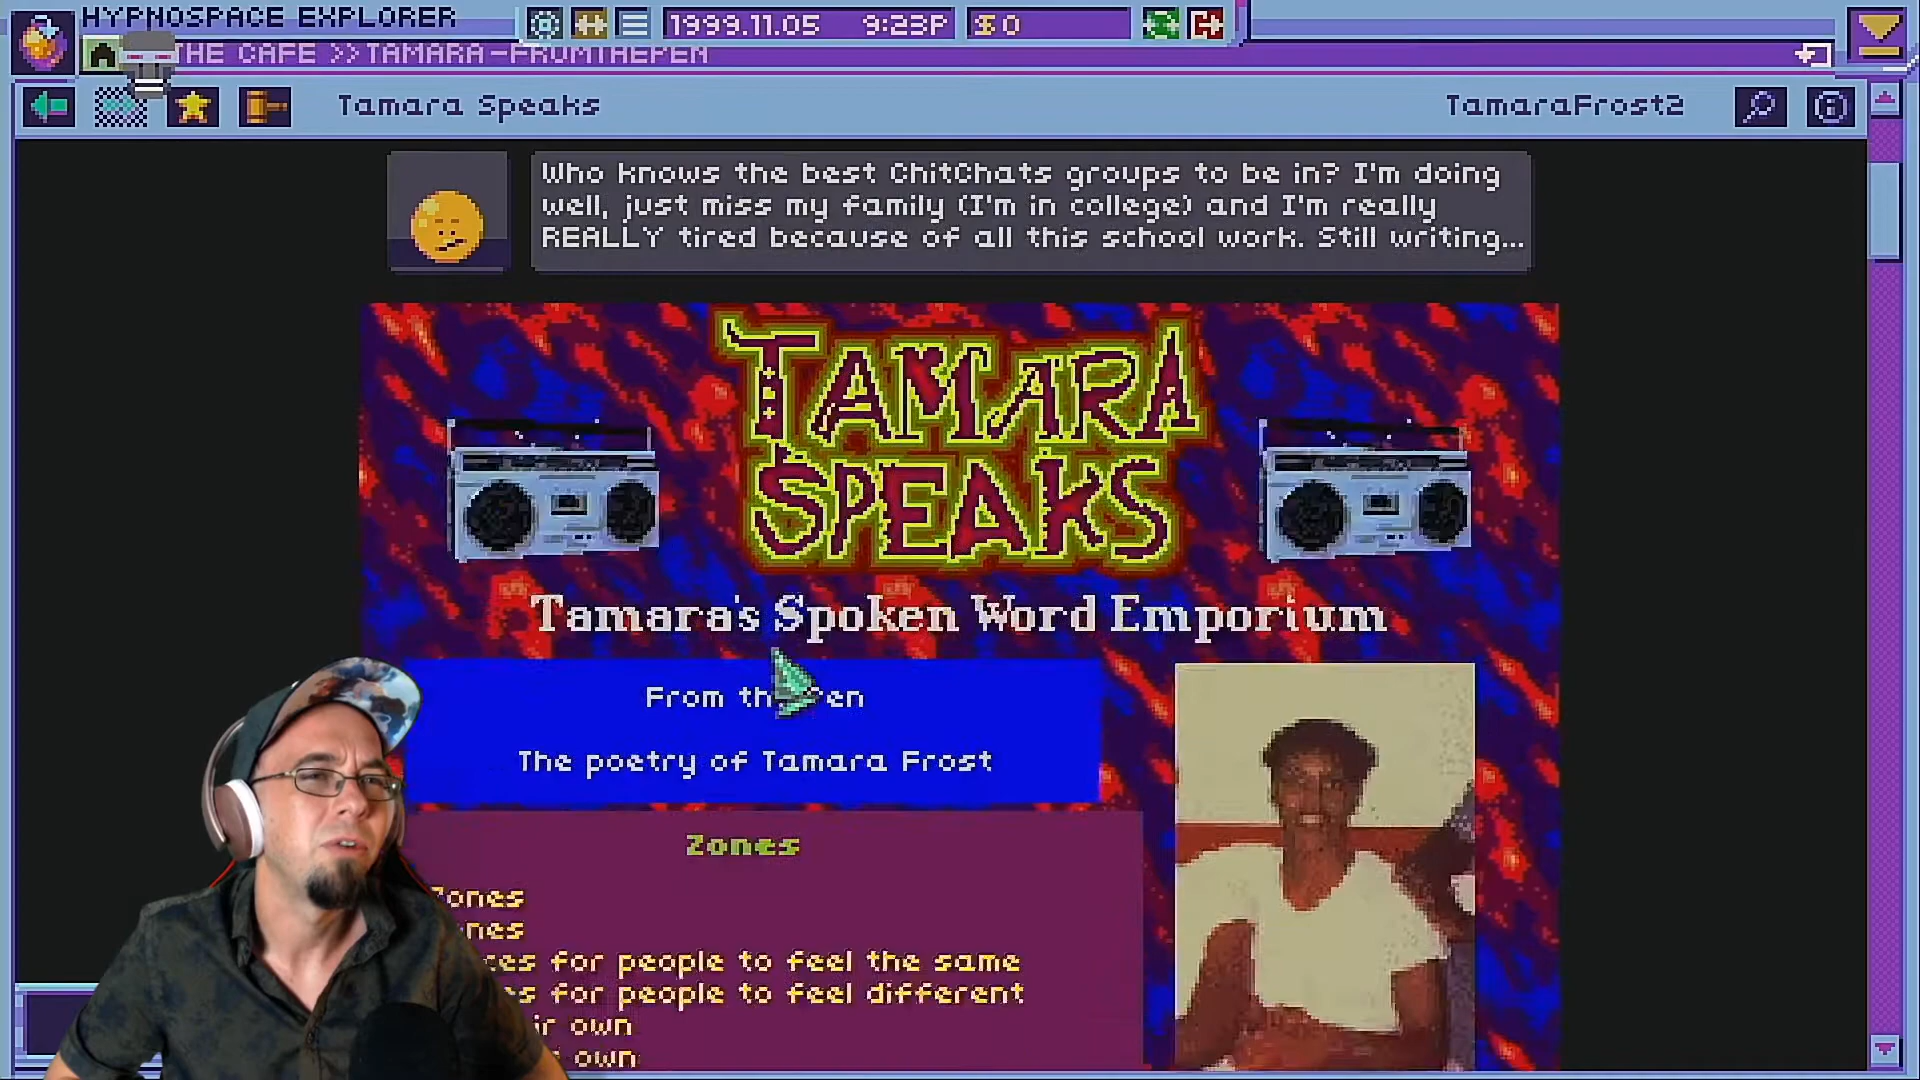 HYPNOSPACE EXPLORER
1999.11.05 9:23P $0
THE CAFE >> TAMARA-FROMTHEPEN
Tamara Speaks
TamaraFrost2
Who knows the best ChitChats groups to be in? I'm doing
well, just miss my family (I'm in college) and I'm really
REALLY tired because of all this school work. Still writing...
TAMARA
SPEAKS
Tamara's Spoken Word Emporium
From
The poetry of Tamara Frost
Zones
Zones
for people to feel the same
for people to feel different
own
own